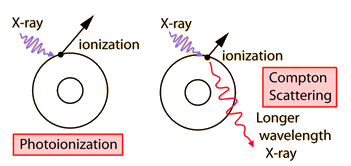 X-ray
ionization
Photoionization
X-ray
ionization
Compton
Scattering
Longer
wavelength
X-ray